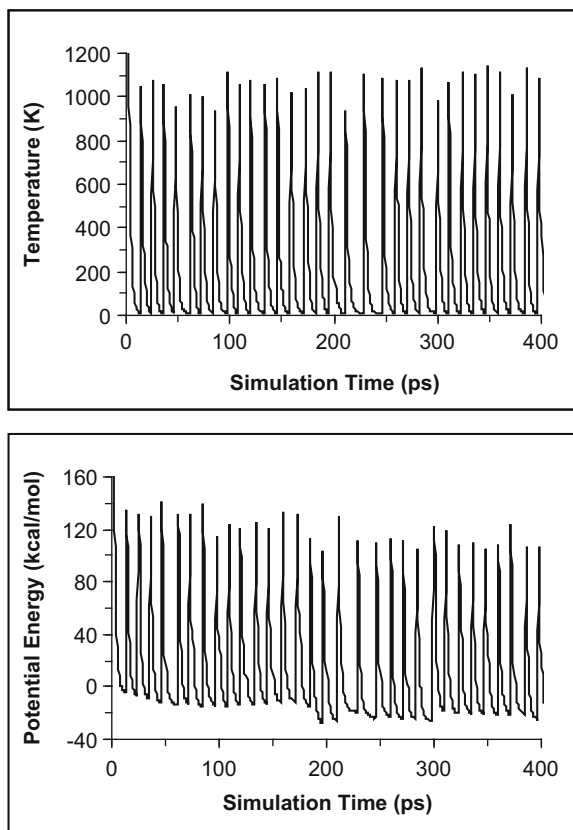 1200
1000
800
600
400
200
0
Temperature (K)
0 100 200 300 400
Simulation Time (ps)
160
120
80
40
0
-40
Potential Energy (kcal/mol)
0 100 200 300 400
Simulation Time (ps)